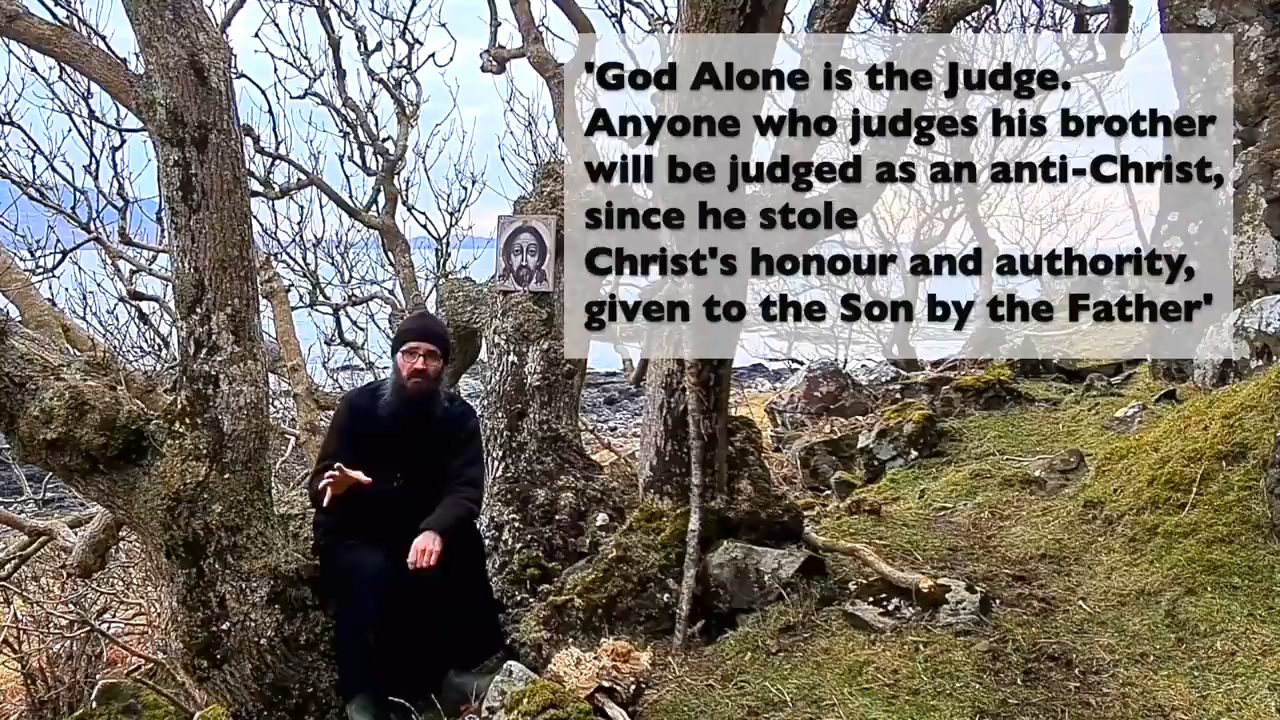 'God Alone is the Judge.
Anyone who judges his brother
will be judged as an anti-Christ,
since he stole
Christ's honour and authority,
given to the Son by the Father'